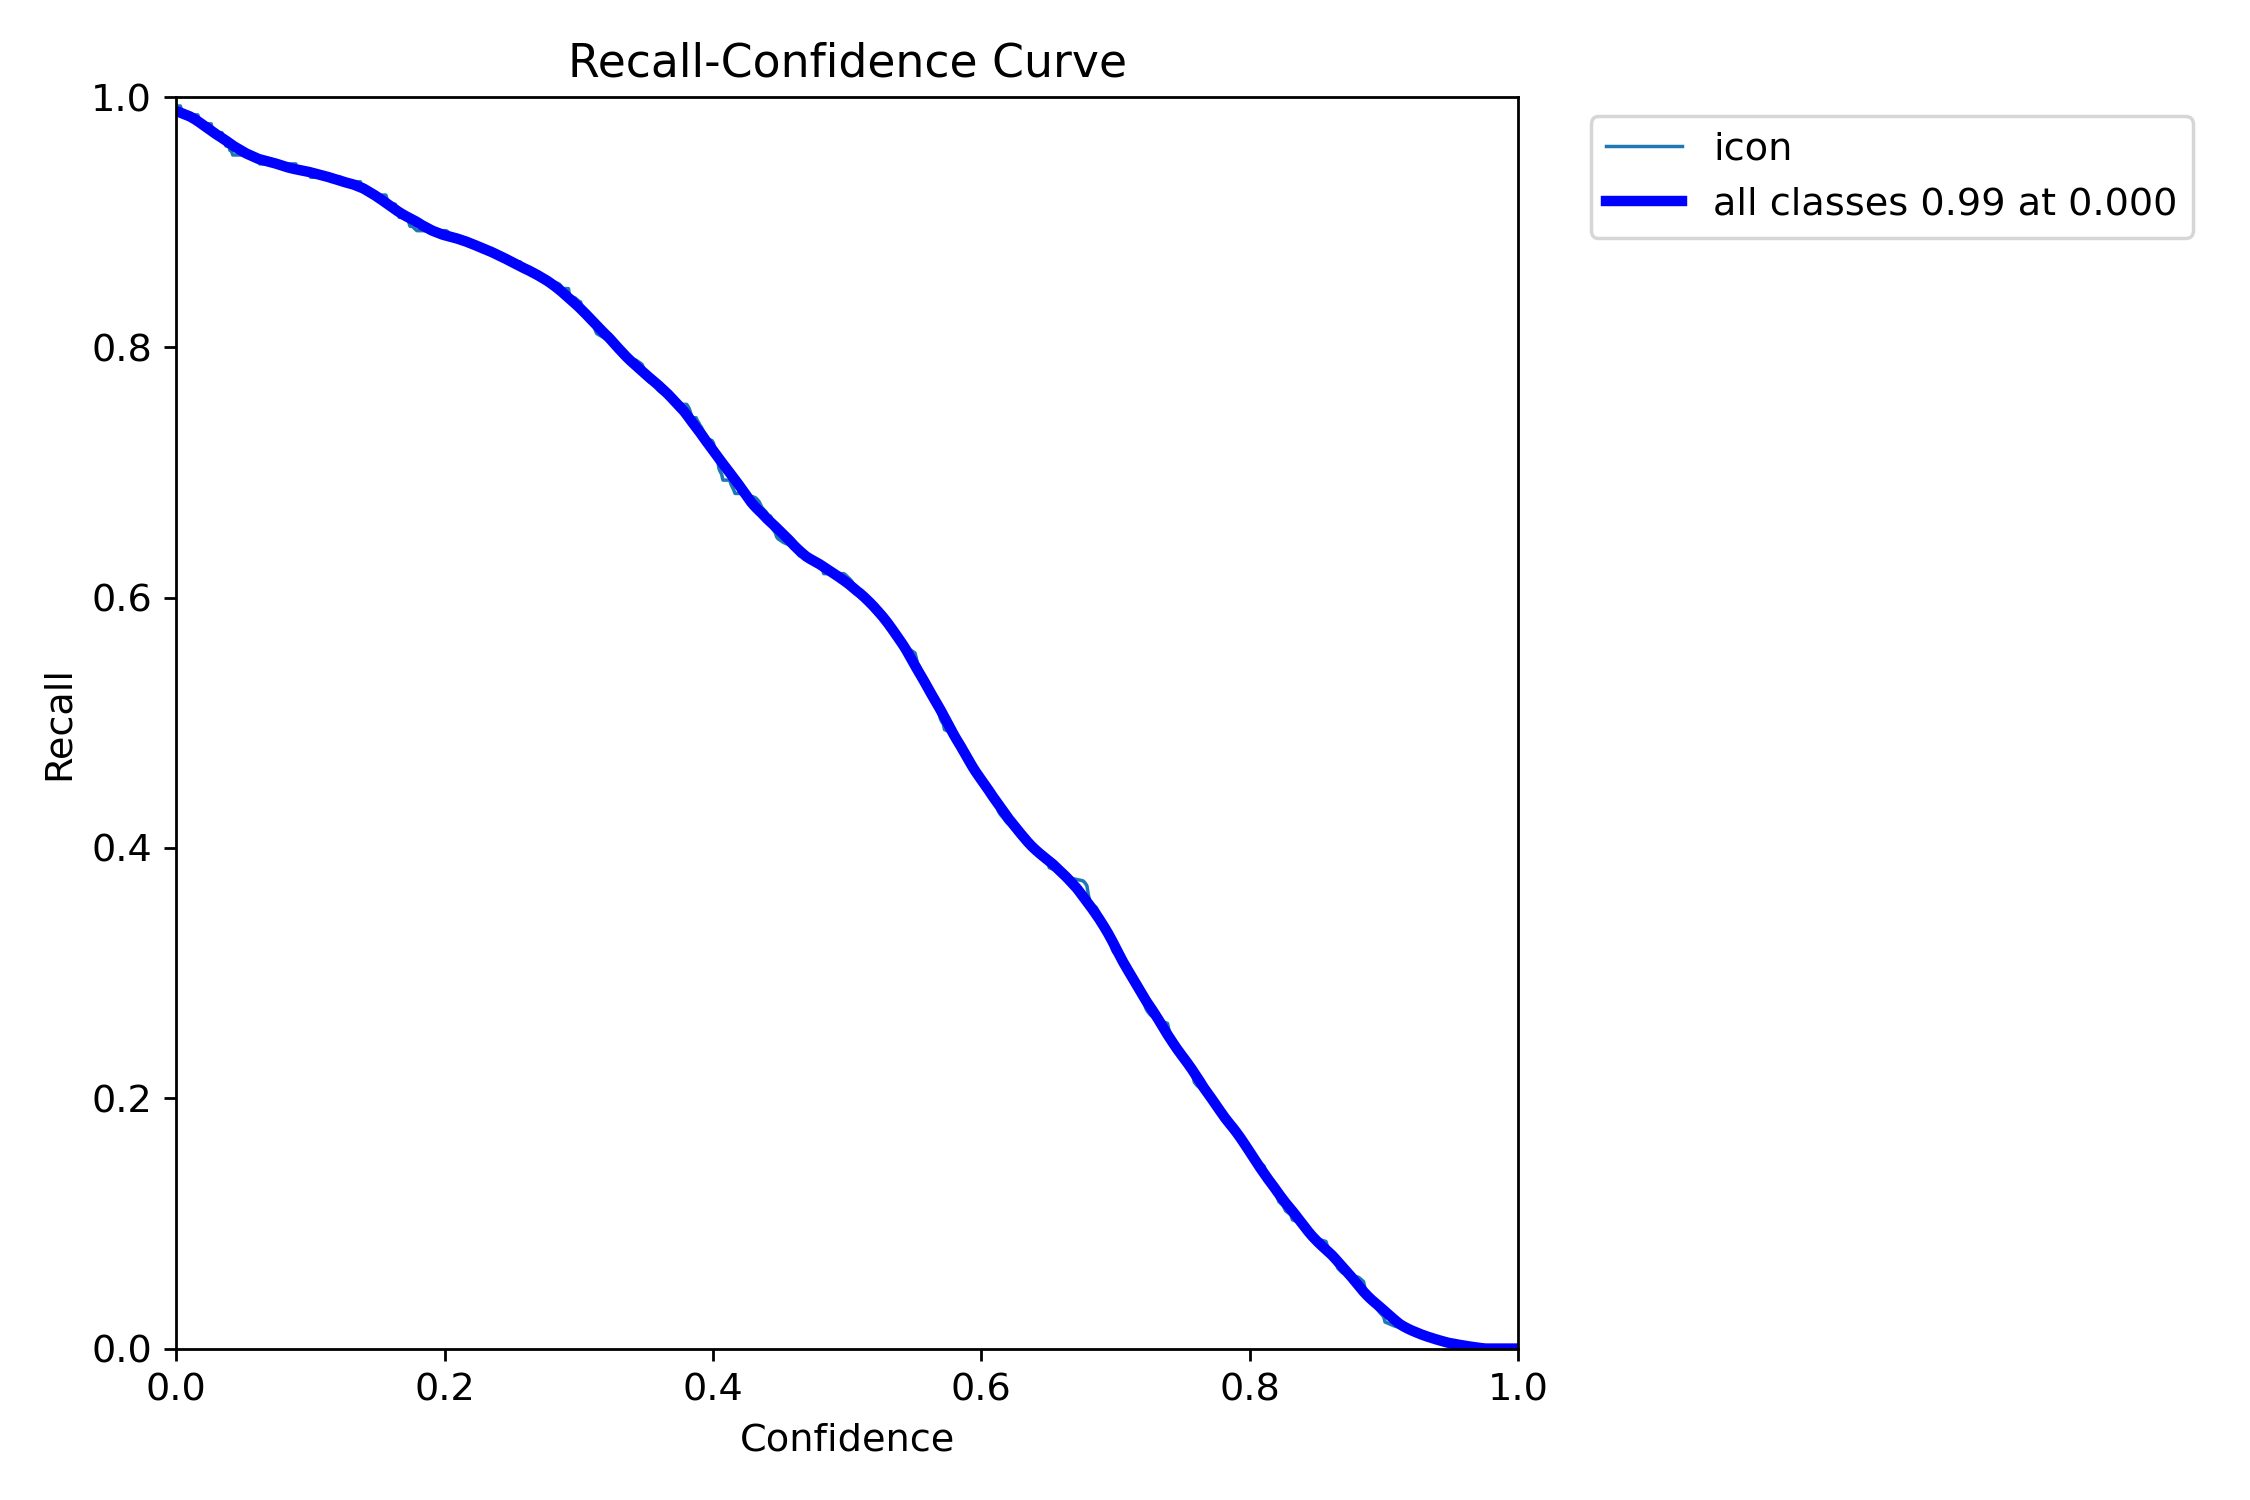 Recall-Confidence Curve
1.0
0.8
0.6
0.4
0.2
0.0
Recall
0.0 0.2 0.4 0.6 0.8 1.0
Confidence
icon
all classes 0.99 at 0.000